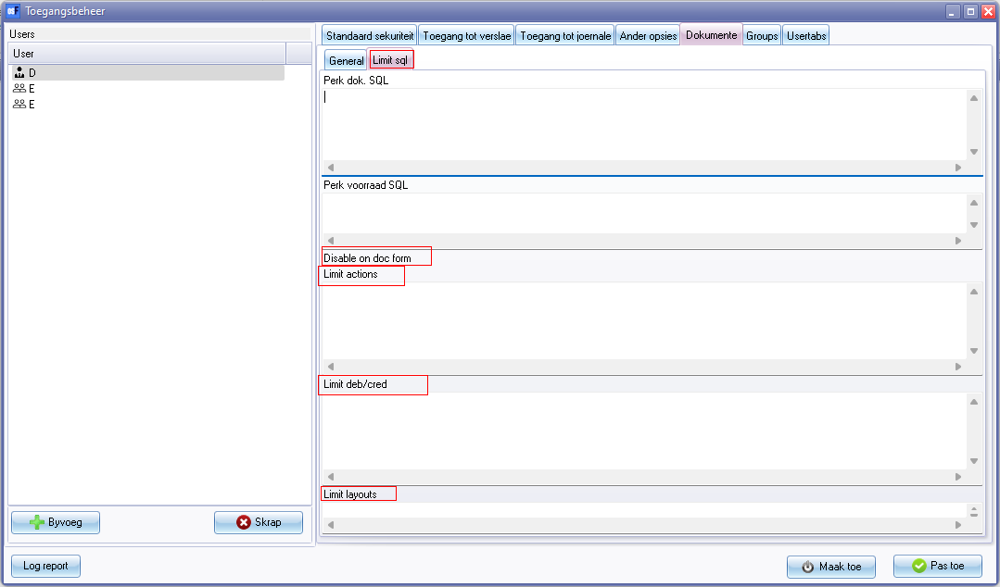 Toegangsbeheer
Users
User
D
E
E
Byvoeg
Skrap
Log report
Standaard sekuriteit
Toegang tot verslae
Toegang tot joernale
Ander opsies
Dokumente
Groups
Usertabs
General
Limit sql
Perk dok. SQL
Perk voorraad SQL
Disable on doc form
Limit actions
Limit deb/cred
Limit layouts
Maak toe
Pas toe